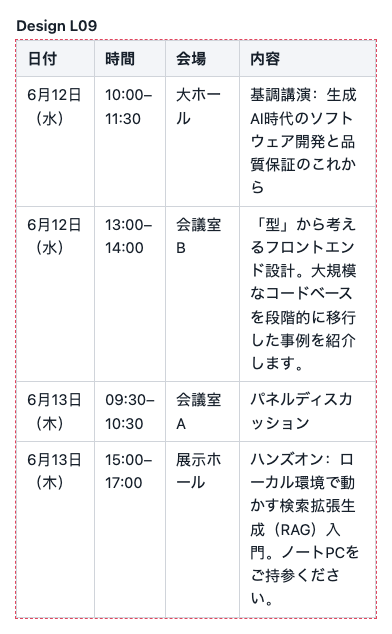 Design L09
日付 時間 会場 内容
6月12日 10:00– 大ホー 基調講演：生成
（水） 11:30 ル AI時代のソフト
ウェア開発と品
質保証のこれか
ら
6月12日 13:00– 会議室 「型」から考え
（水） 14:00 B るフロントエン
ド設計。大規模
なコードベース
を段階的に移行
した事例を紹介
します。
6月13日 09:30– 会議室 パネルディスカ
（木） 10:30 A ッション
6月13日 15:00– 展示ホ ハンズオン：ロ
（木） 17:00 ール ーカル環境で動
かす検索拡張生
成（RAG）入
門。ノートPCを
ご持参くださ
い。